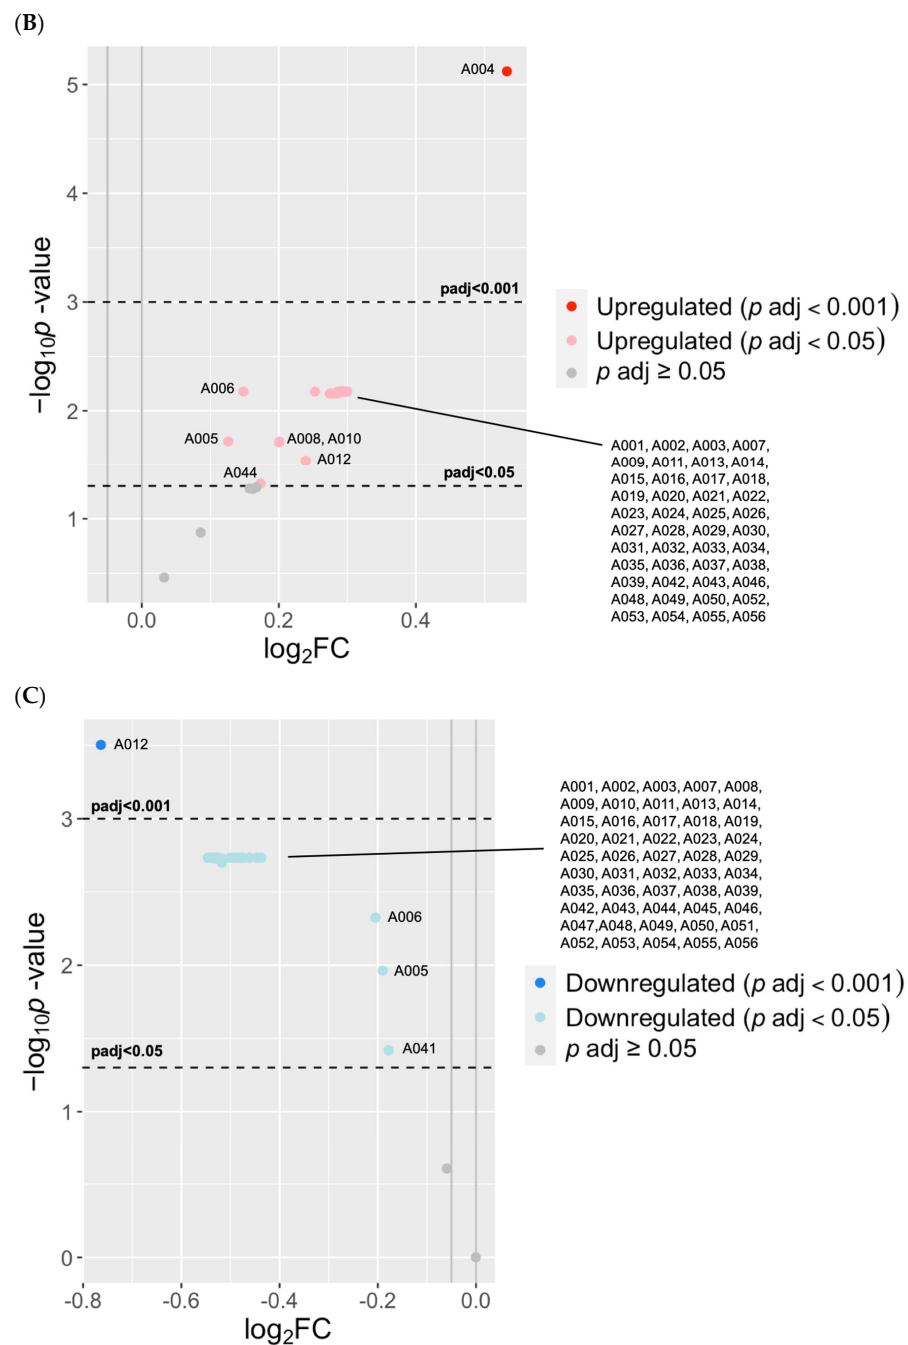 (B)
A004
5
4
padj<0.001
3
Upregulated (p adj < 0.001)
Upregulated (p adj < 0.05)
p adj ≥ 0.05
−log10p -value
A006
2
A005
A008, A010
A012
A044
padj<0.05
1
A001, A002, A003, A007,
A009, A011, A013, A014,
A015, A016, A017, A018,
A019, A020, A021, A022,
A023, A024, A025, A026,
A027, A028, A029, A030,
A031, A032, A033, A034,
A035, A036, A037, A038,
A039, A042, A043, A046,
A048, A049, A050, A052,
A053, A054, A055, A056
0.0 0.2 0.4
log2FC
(C)
A012
padj<0.001
3
A001, A002, A003, A007, A008,
A009, A010, A011, A013, A014,
A015, A016, A017, A018, A019,
A020, A021, A022, A023, A024,
A025, A026, A027, A028, A029,
A030, A031, A032, A033, A034,
A035, A036, A037, A038, A039,
A042, A043, A044, A045, A046,
A047,A048, A049, A050, A051,
A052, A053, A054, A055, A056
A006
2
A005
−log10p -value
Downregulated (p adj < 0.001)
Downregulated (p adj < 0.05)
p adj ≥ 0.05
padj<0.05
A041
1
0
-0.8 -0.6 -0.4 -0.2 0.0
log2FC